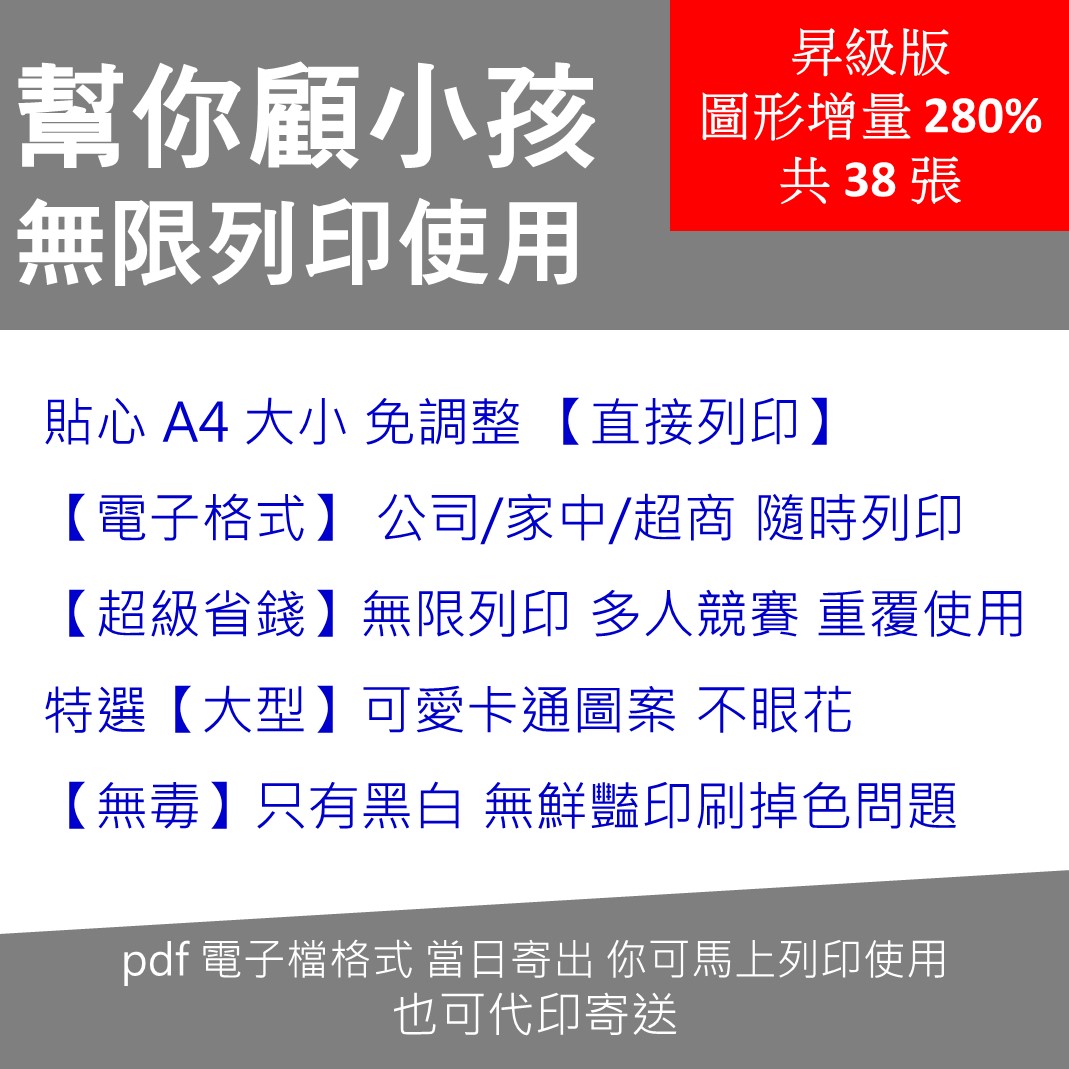 幫你顧小孩
無限列印使用
昇級版
圖形增量 280%
共 38 張
貼心 A4 大小 免調整 【直接列印】
【電子格式】 公司/家中/超商 隨時列印
【超級省錢】無限列印 多人競賽 重覆使用
特選【大型】可愛卡通圖案 不眼花
【無毒】只有黑白 無鮮豔印刷掉色問題
pdf 電子檔格式 當日寄出 你可馬上列印使用
也可代印寄送